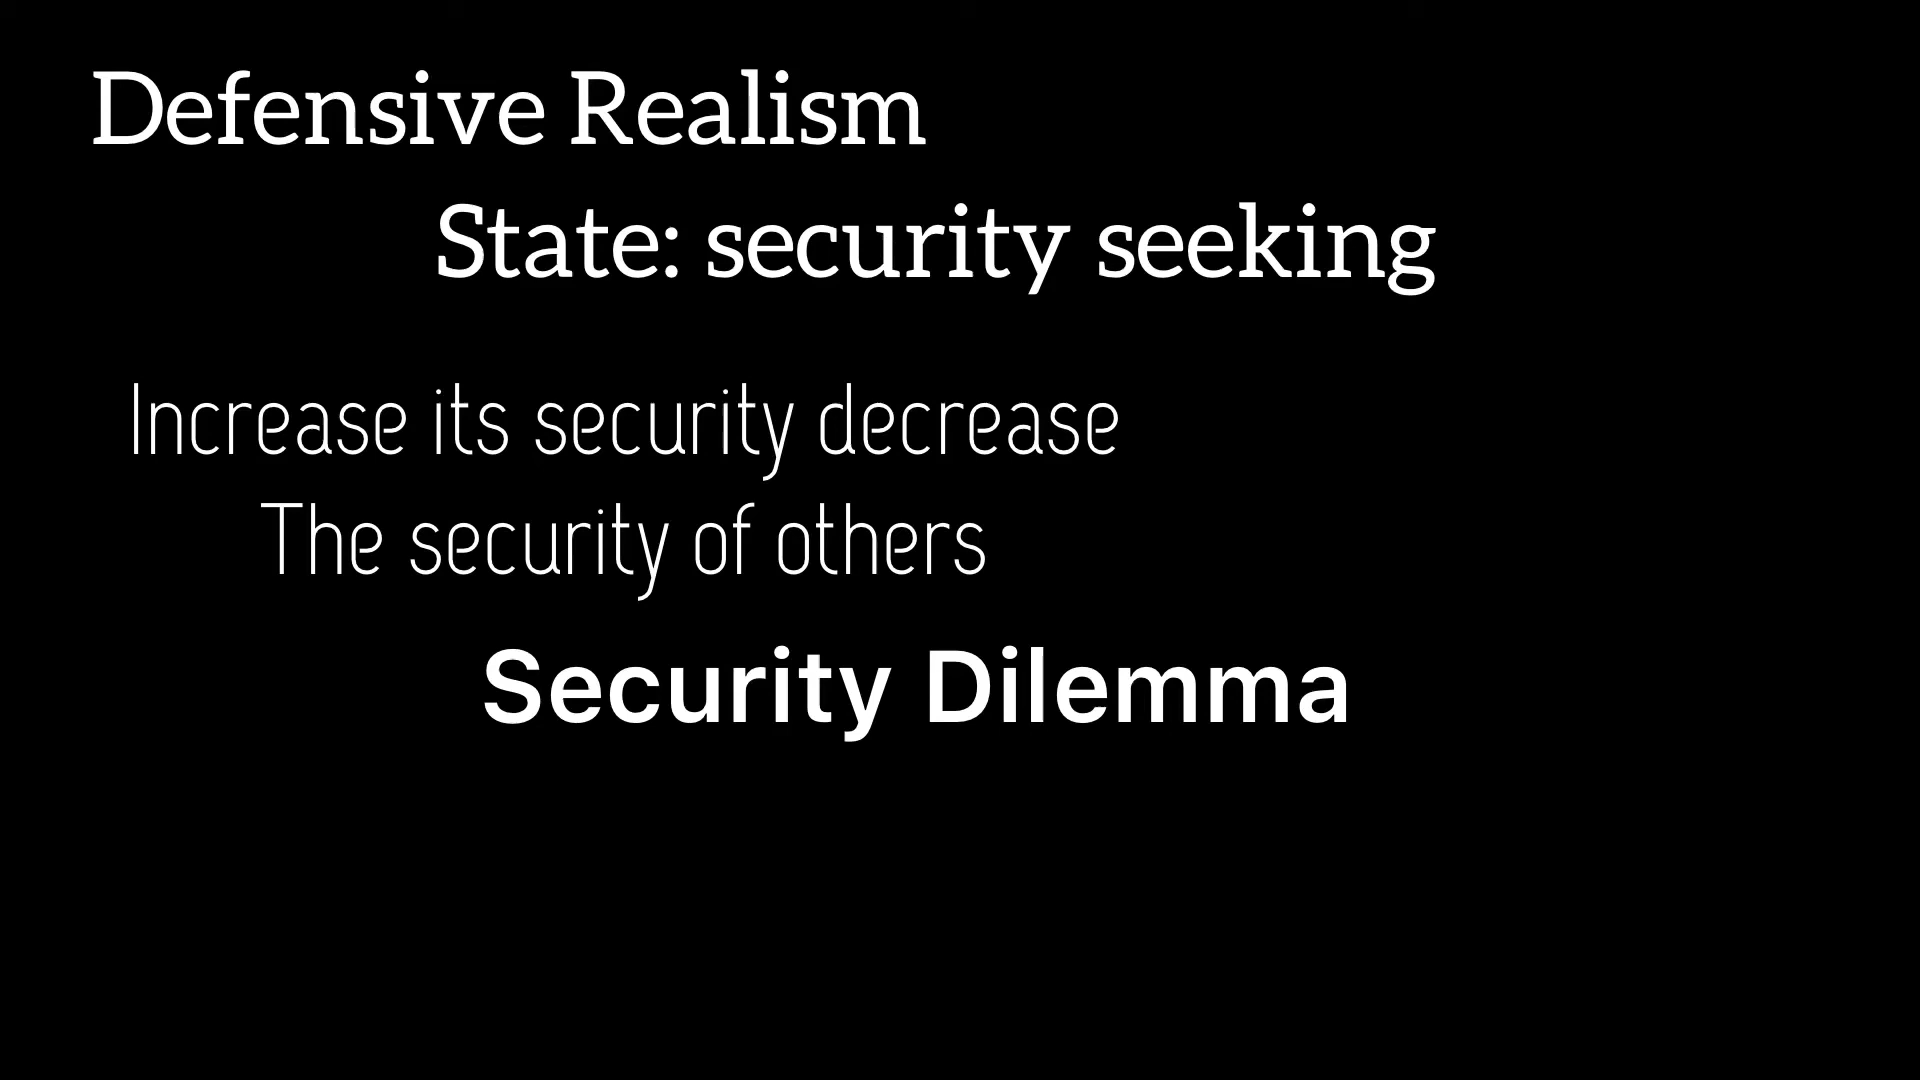 Defensive Realism
State: security seeking
Increase its security decrease
The security of others
Security Dilemma